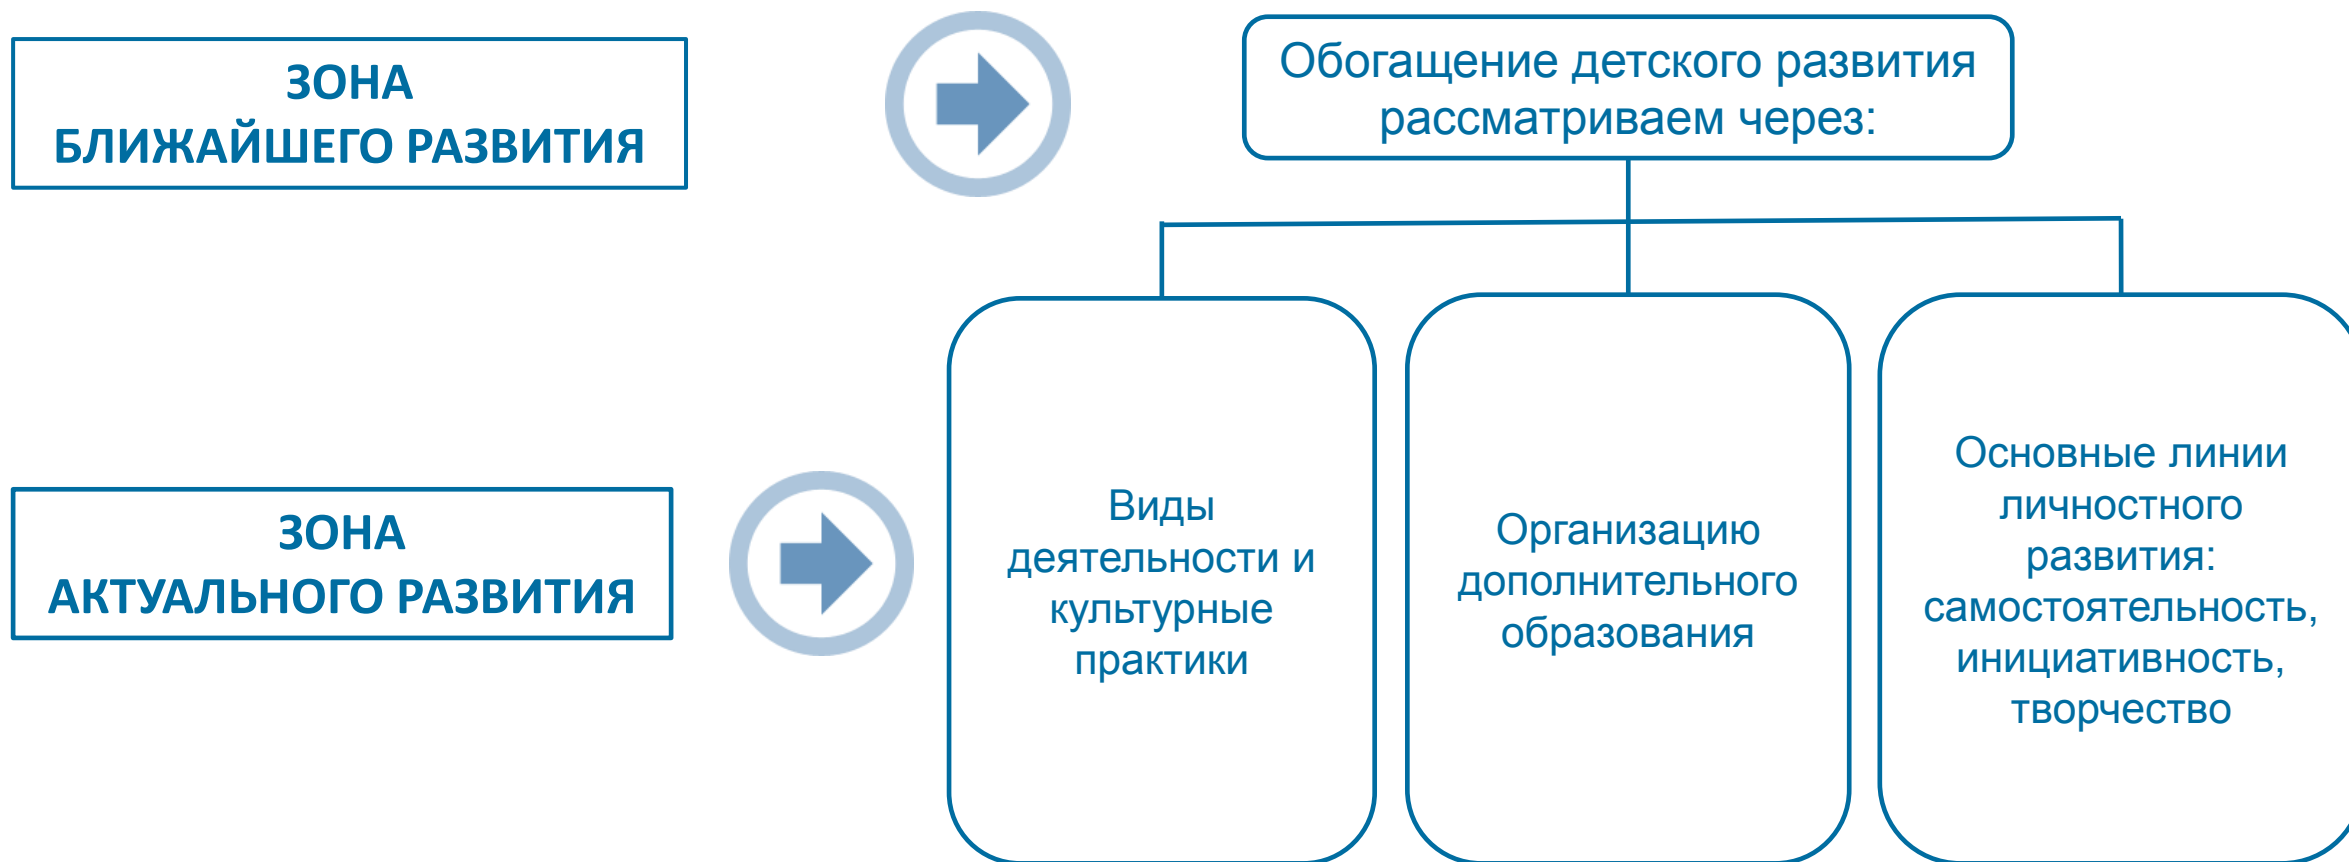 ЗОНА
БЛИЖАЙШЕГО РАЗВИТИЯ
Обогащение детского развития
рассматриваем через:
ЗОНА
АКТУАЛЬНОГО РАЗВИТИЯ
Виды
деятельности и
культурные
практики
Организацию
дополнительного
образования
Основные линии
личностного
развития:
самостоятельность,
инициативность,
творчество